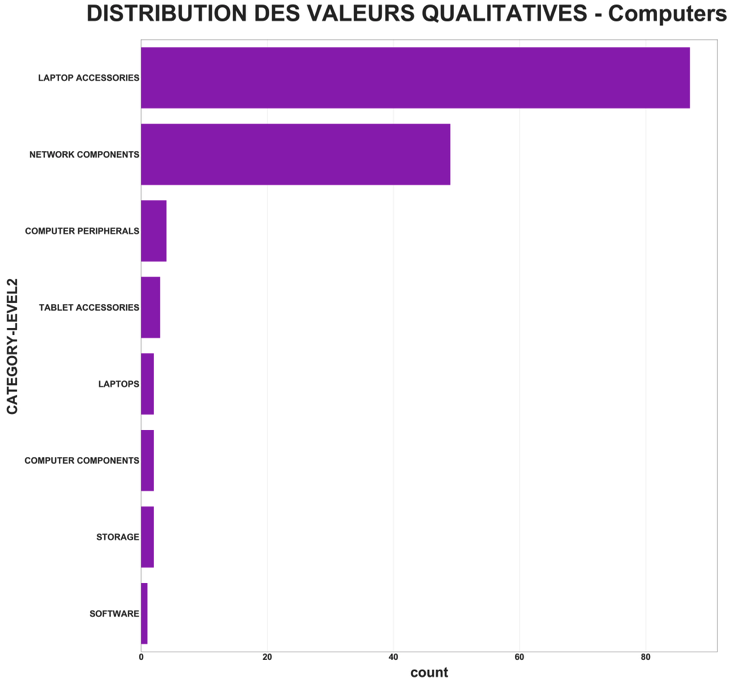 DISTRIBUTION DES VALEURS QUALITATIVES - Computers
LAPTOP ACCESSORIES
NETWORK COMPONENTS
COMPUTER PERIPHERALS
TABLET ACCESSORIES
LAPTOPS
COMPUTER COMPONENTS
STORAGE
SOFTWARE
CATEGORY-LEVEL2
0 20 40 60 80
count